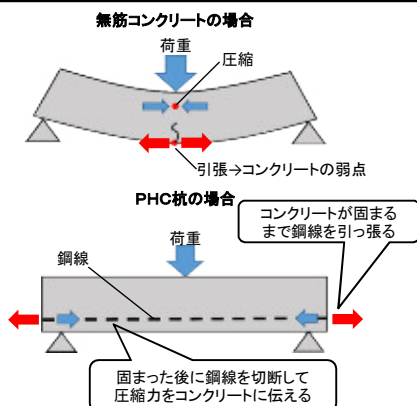 無筋コンクリートの場合
荷重
圧縮
引張→コンクリートの弱点
PHC杭の場合
コンクリートが固まる
まで鋼線を引っ張る
荷重
鋼線
固まった後に鋼線を切断して
圧縮力をコンクリートに伝える